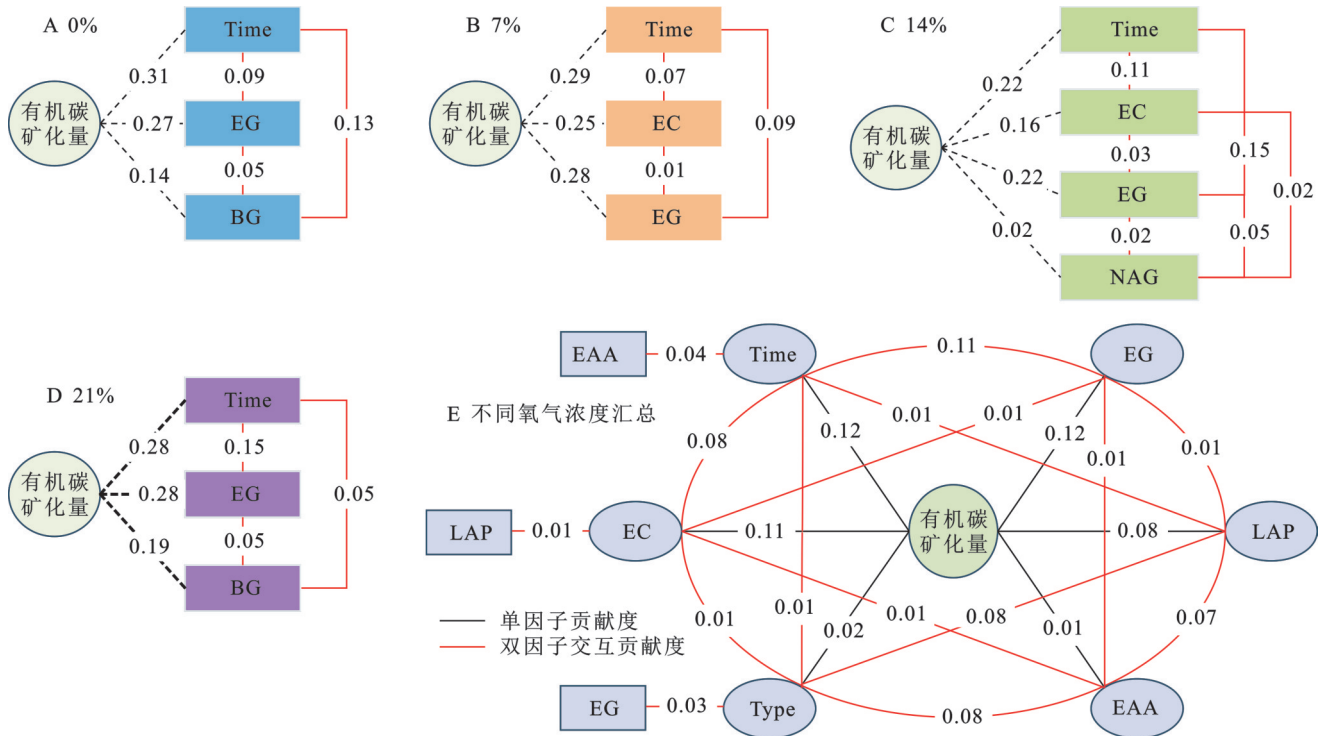 A 0%
Time
0.31
0.09
有机碳
矿化量
0.27
EG
0.13
0.14
0.05
BG
B 7%
Time
0.29
0.07
有机碳
矿化量
0.25
EC
0.09
0.28
0.01
EG
C 14%
Time
0.22
0.11
EC
有机碳
矿化量
0.16
0.03
0.15
0.02
0.22
EG
0.02
0.02
0.05
NAG
D 21%
Time
0.28
0.15
有机碳
矿化量
0.28
EG
0.05
0.19
0.05
BG
E 不同氧气浓度汇总
EAA
0.04
Time
0.11
EG
0.08
0.12
0.01
0.01
0.12
0.01
0.01
LAP
0.01
EC
0.11
有机碳
矿化量
0.08
LAP
单因子贡献度
双因子交互贡献度
0.01
0.01
0.02
0.08
0.01
0.01
0.07
EG
0.03
Type
0.08
EAA